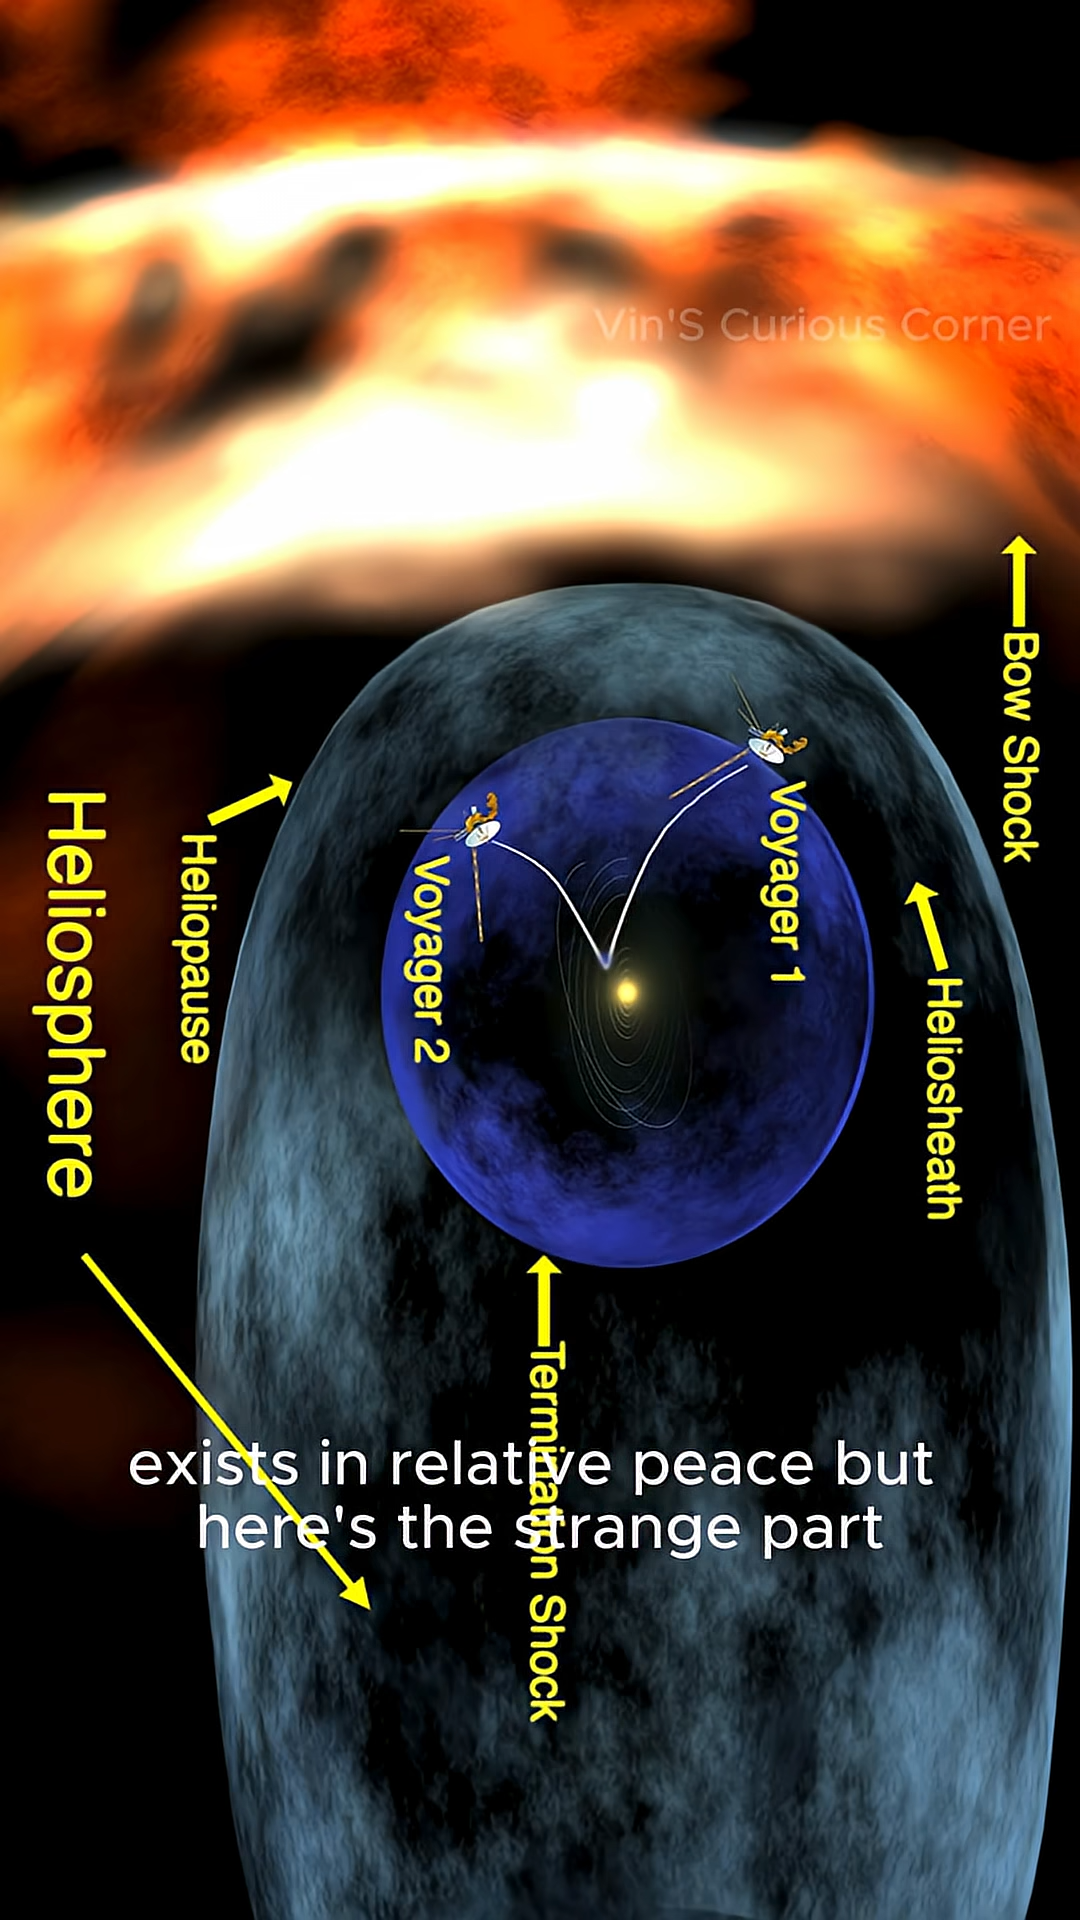 Vin'S Curious Corner
Bow Shock
Heliosphere
Heliopause
Voyager 1
Voyager 2
Heliosheath
Termination Shock
exists in relative peace but
here's the strange part